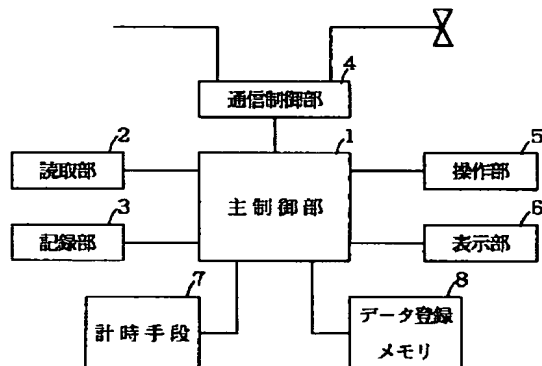 4
通信制御部
2
読取部
1
主制御部
5
操作部
3
記録部
6
表示部
7
計時手段
8
データ登録
メモリ